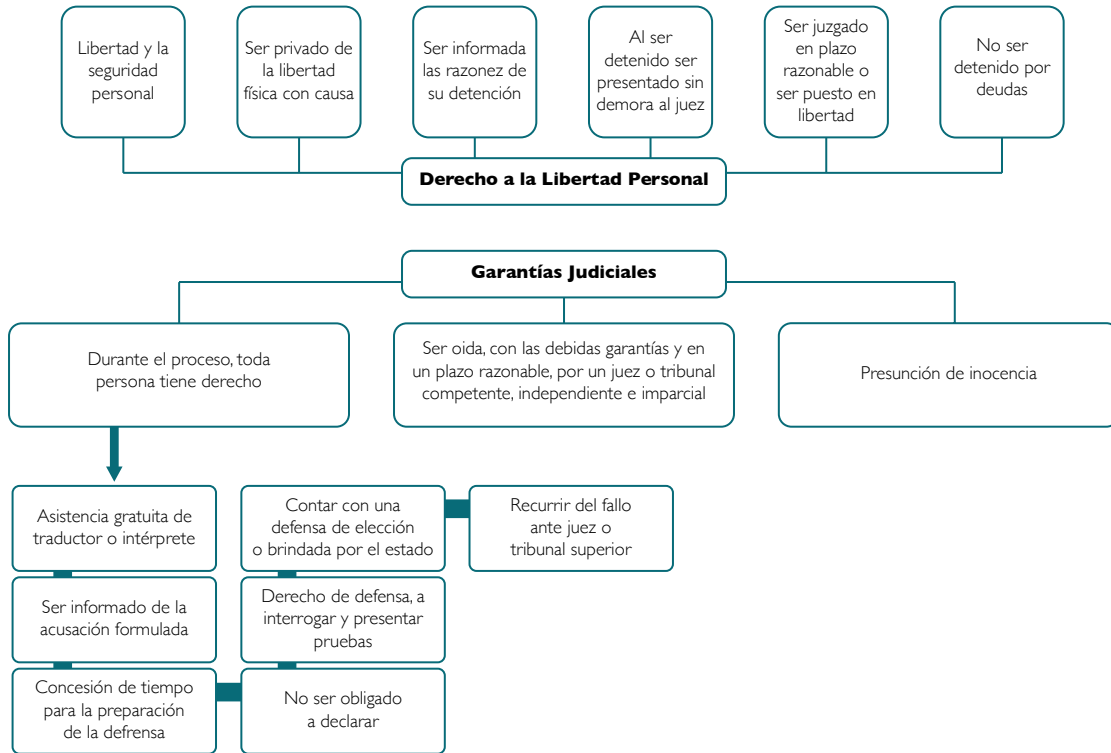 Libertad y la
seguridad
personal
Ser privado de
la libertad
física con causa
Ser informada
las razonez de
su detención
Al ser
detenido ser
presentado sin
demora al juez
Ser juzgado
en plazo
razonable o
ser puesto en
libertad
No ser
detenido por
deudas
Derecho a la Libertad Personal
Garantías Judiciales
Durante el proceso, toda
persona tiene derecho
Ser oida, con las debidas garantías y en
un plazo razonable, por un juez o tribunal
competente, independiente e imparcial
Presunción de inocencia
Asistencia gratuita de
traductor o intérprete
Ser informado de la
acusación formulada
Concesión de tiempo
para la preparación
de la defrensa
No ser obligado
a declarar
Derecho de defensa, a
interrogar y presentar
pruebas
Contar con una
defensa de elección
o brindada por el estado
Recurrir del fallo
ante juez o
tribunal superior